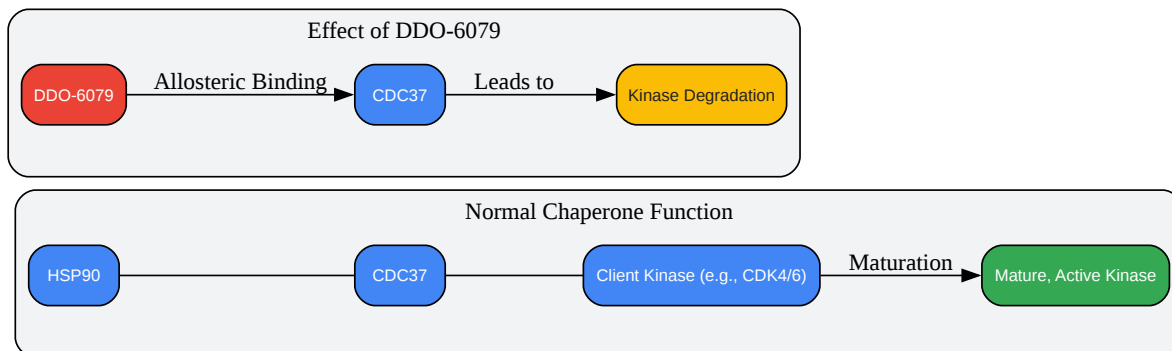 Effect of DDO-6079
DDO-6079
Allosteric Binding
CDC37
Leads to
Kinase Degradation
Normal Chaperone Function
HSP90
CDC37
Client Kinase (e.g., CDK4/6)
Maturation
Mature, Active Kinase